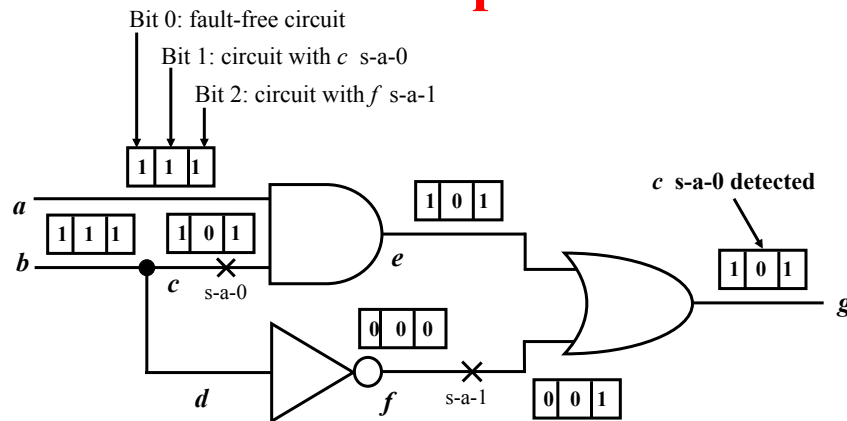 Bit 0: fault-free circuit
Bit 1: circuit with c s-a-0
Bit 2: circuit with f s-a-1
1 1 1
c s-a-0 detected
a
1 1 1
1 0 1
1 0 1
1 0 1
b
c
s-a-0
e
g
0 0 0
d
f
s-a-1
0 0 1